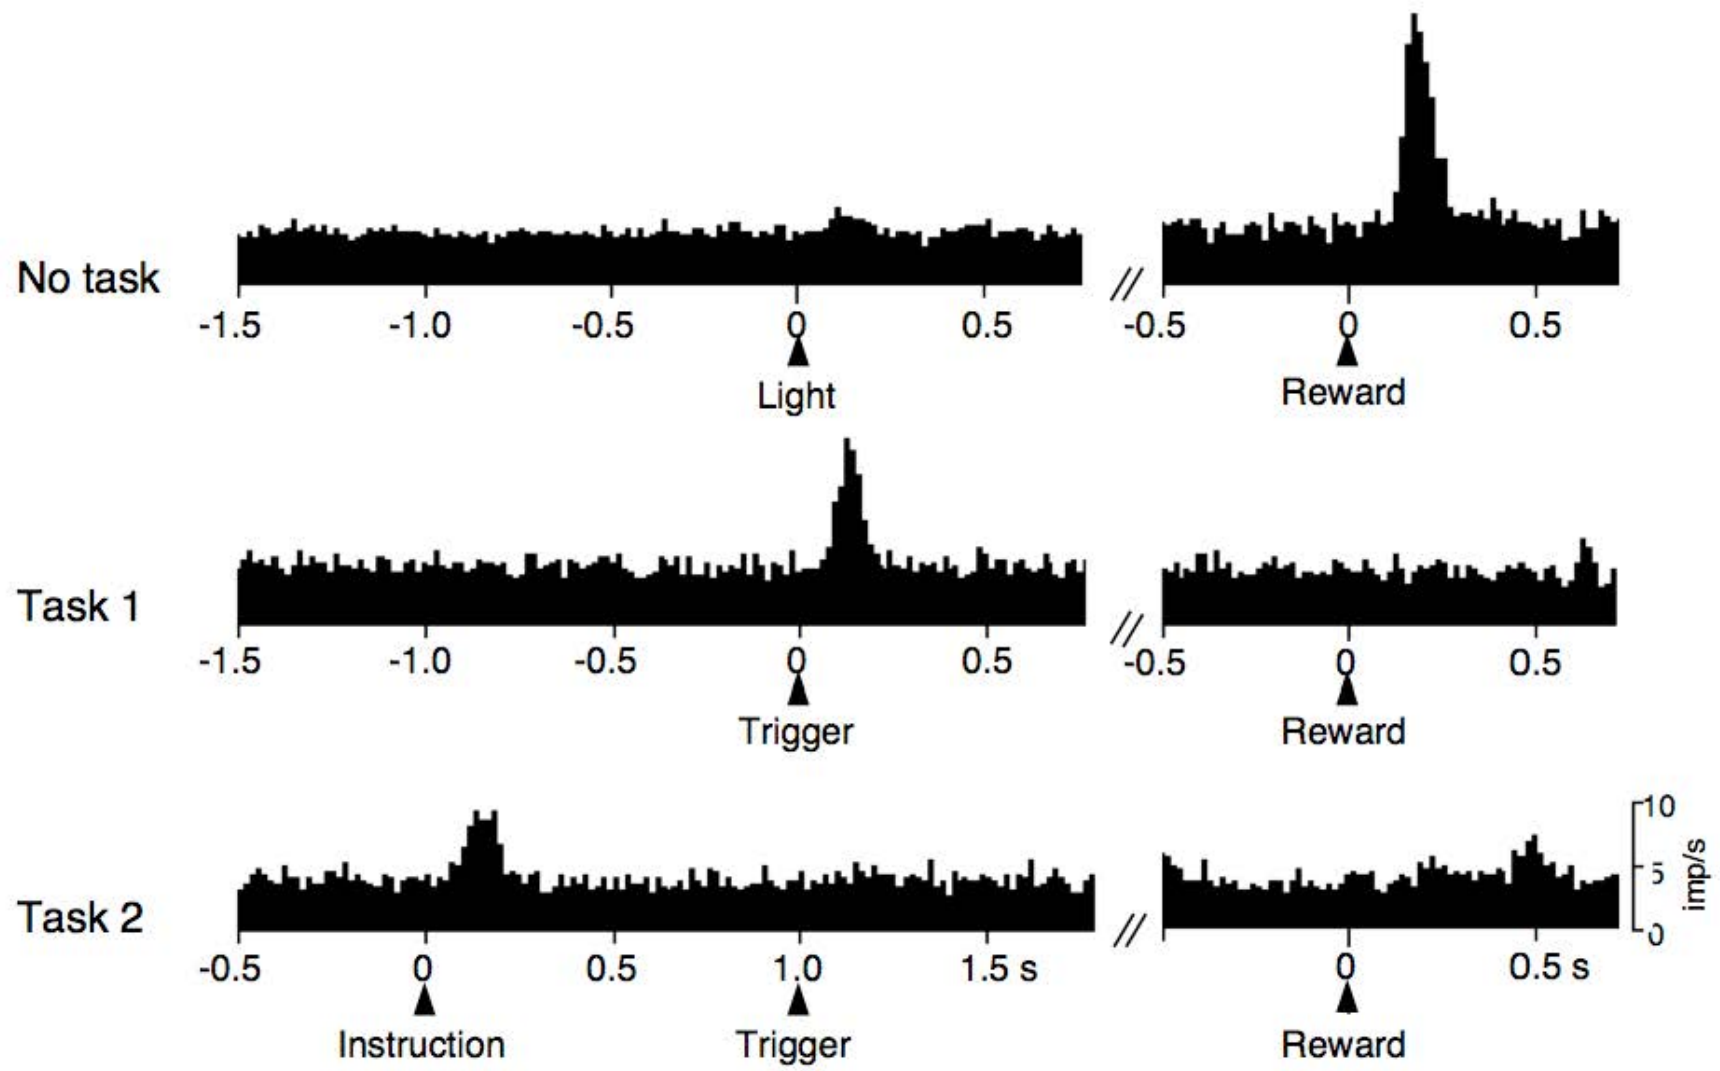 No task
-1.5 -1.0 -0.5 0 0.5 // -0.5 0 0.5
Light Reward
Task 1
-1.5 -1.0 -0.5 0 0.5 // -0.5 0 0.5
Trigger Reward
Task 2
10
5
0
imp/s
-0.5 0 0.5 1.0 1.5 s // 0 0.5 s
Instruction Trigger Reward